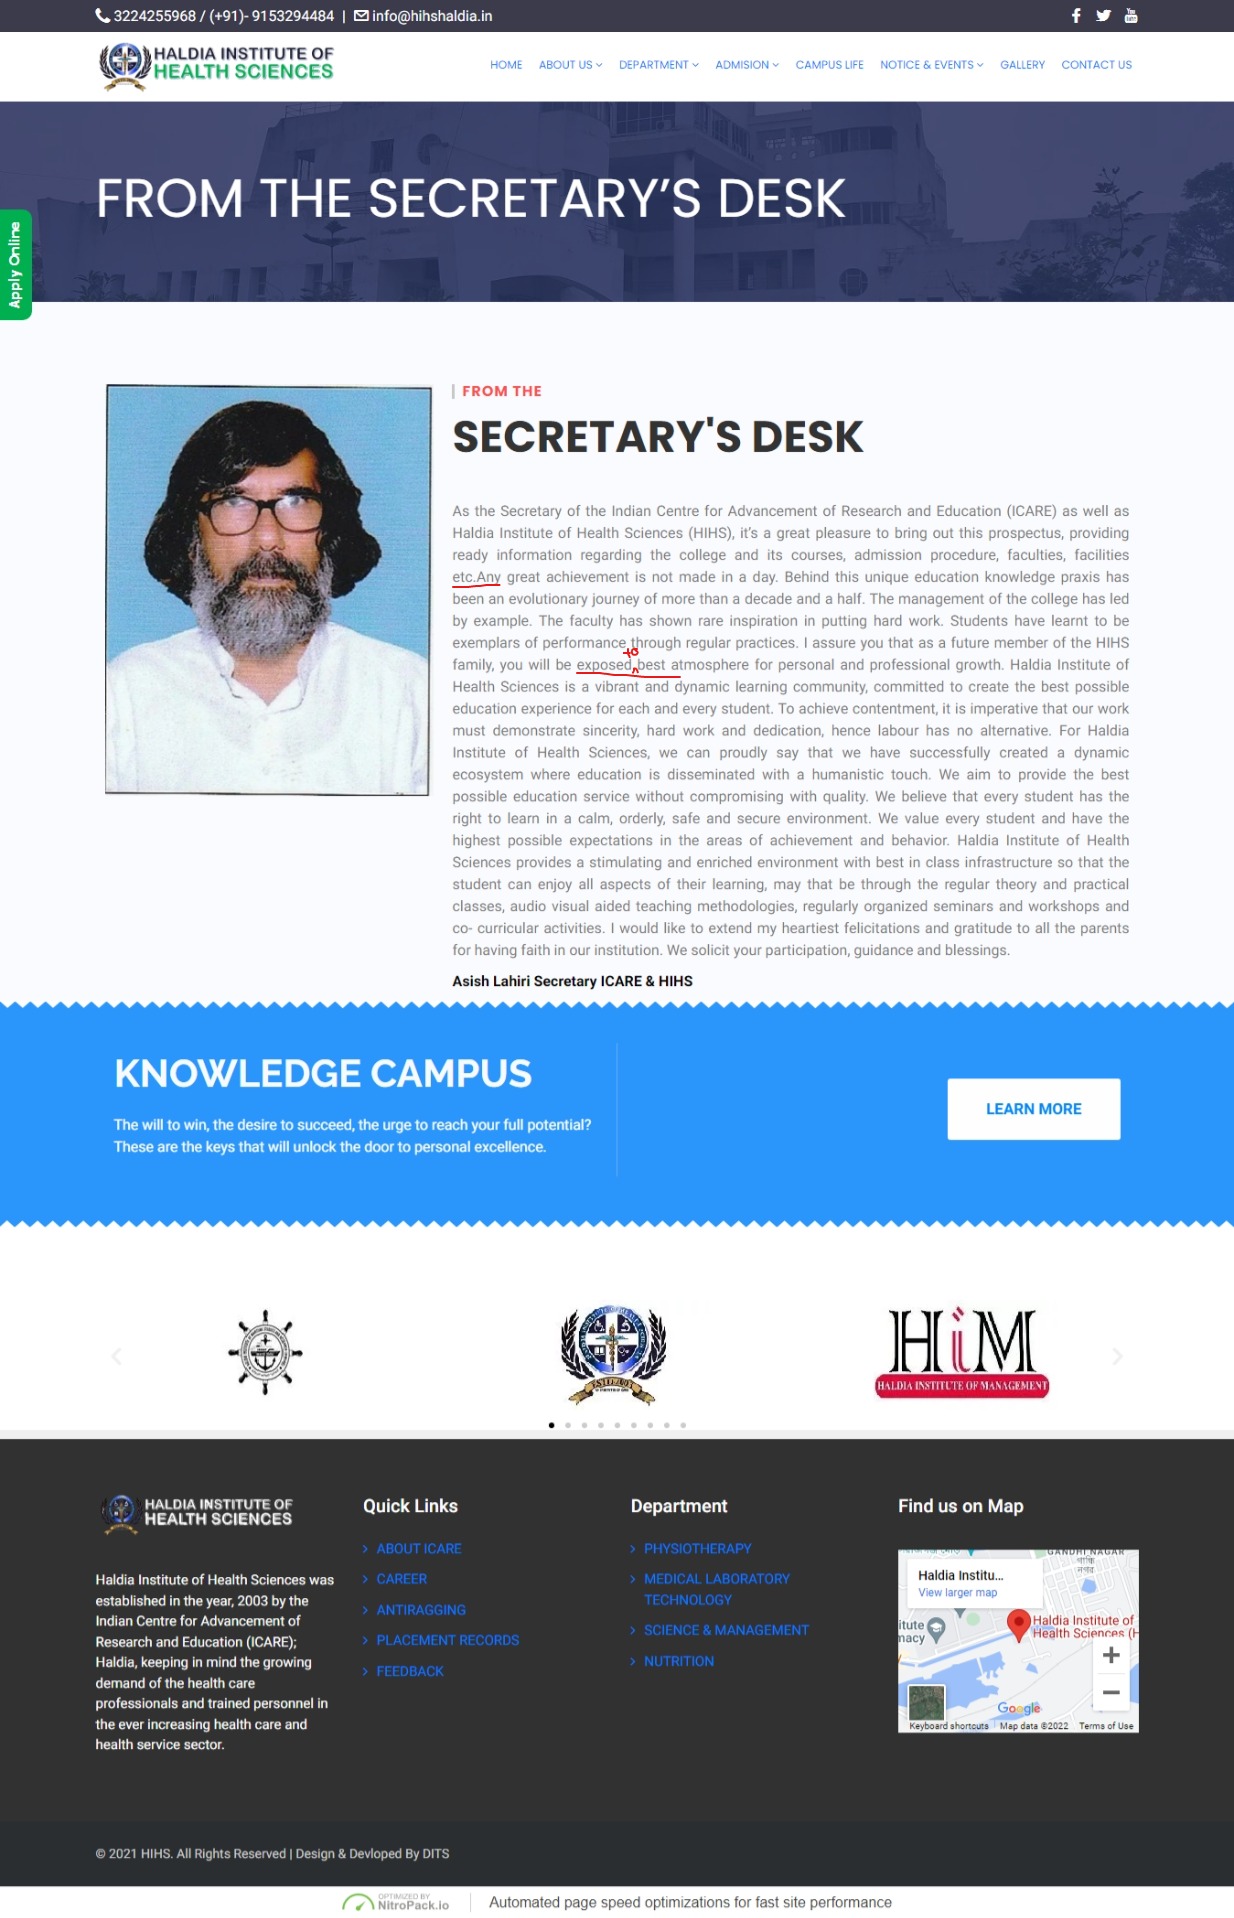 3224255968 / (+91)- 9153294484 | info@hihshaldia.in
HALDIA INSTITUTE OF
HEALTH SCIENCES
HOME ABOUT US DEPARTMENT ADMISION CAMPUS LIFE NOTICE & EVENTS GALLERY CONTACT US
FROM THE SECRETARY’S DESK
Apply Online
FROM THE
SECRETARY'S DESK
As the Secretary of the Indian Centre for Advancement of Research and Education (ICARE) as well as
Haldia Institute of Health Sciences (HIHS), it’s a great pleasure to bring out this prospectus, providing
ready information regarding the college and its courses, admission procedure, faculties, facilities
etc.Any great achievement is not made in a day. Behind this unique education knowledge praxis has
been an evolutionary journey of more than a decade and a half. The management of the college has led
by example. The faculty has shown rare inspiration in putting hard work. Students have learnt to be
exemplars of performance through regular practices. I assure you that as a future member of the HIHS
to
family, you will be exposed best atmosphere for personal and professional growth. Haldia Institute of
Health Sciences is a vibrant and dynamic learning community, committed to create the best possible
education experience for each and every student. To achieve contentment, it is imperative that our work
must demonstrate sincerity, hard work and dedication, hence labour has no alternative. For Haldia
Institute of Health Sciences, we can proudly say that we have successfully created a dynamic
ecosystem where education is disseminated with a humanistic touch. We aim to provide the best
possible education service without compromising with quality. We believe that every student has the
right to learn in a calm, orderly, safe and secure environment. We value every student and have the
highest possible expectations in the areas of achievement and behavior. Haldia Institute of Health
Sciences provides a stimulating and enriched environment with best in class infrastructure so that the
student can enjoy all aspects of their learning, may that be through the regular theory and practical
classes, audio visual aided teaching methodologies, regularly organized seminars and workshops and
co- curricular activities. I would like to extend my heartiest felicitations and gratitude to all the parents
for having faith in our institution. We solicit your participation, guidance and blessings.
Asish Lahiri Secretary ICARE & HIHS
KNOWLEDGE CAMPUS
The will to win, the desire to succeed, the urge to reach your full potential?
These are the keys that will unlock the door to personal excellence.
LEARN MORE
HiM
HALDIA INSTITUTE OF MANAGEMENT
HALDIA INSTITUTE OF
HEALTH SCIENCES
Haldia Institute of Health Sciences was
established in the year, 2003 by the
Indian Centre for Advancement of
Research and Education (ICARE);
Haldia, keeping in mind the growing
demand of the health care
professionals and trained personnel in
the ever increasing health care and
health service sector.
Quick Links
ABOUT ICARE
CAREER
ANTIRAGGING
PLACEMENT RECORDS
FEEDBACK
Department
PHYSIOTHERAPY
MEDICAL LABORATORY
TECHNOLOGY
SCIENCE & MANAGEMENT
NUTRITION
Find us on Map
GANDHI NAGAR
গান্ধি
নগর
Haldia Institu...
View larger map
Haldia Institute of
Health Sciences (H
Google
Keyboard shortcuts Map data ©2022 Terms of Use
© 2021 HIHS. All Rights Reserved | Design & Devloped By DITS
OPTIMIZED BY
NitroPack.io
Automated page speed optimizations for fast site performance